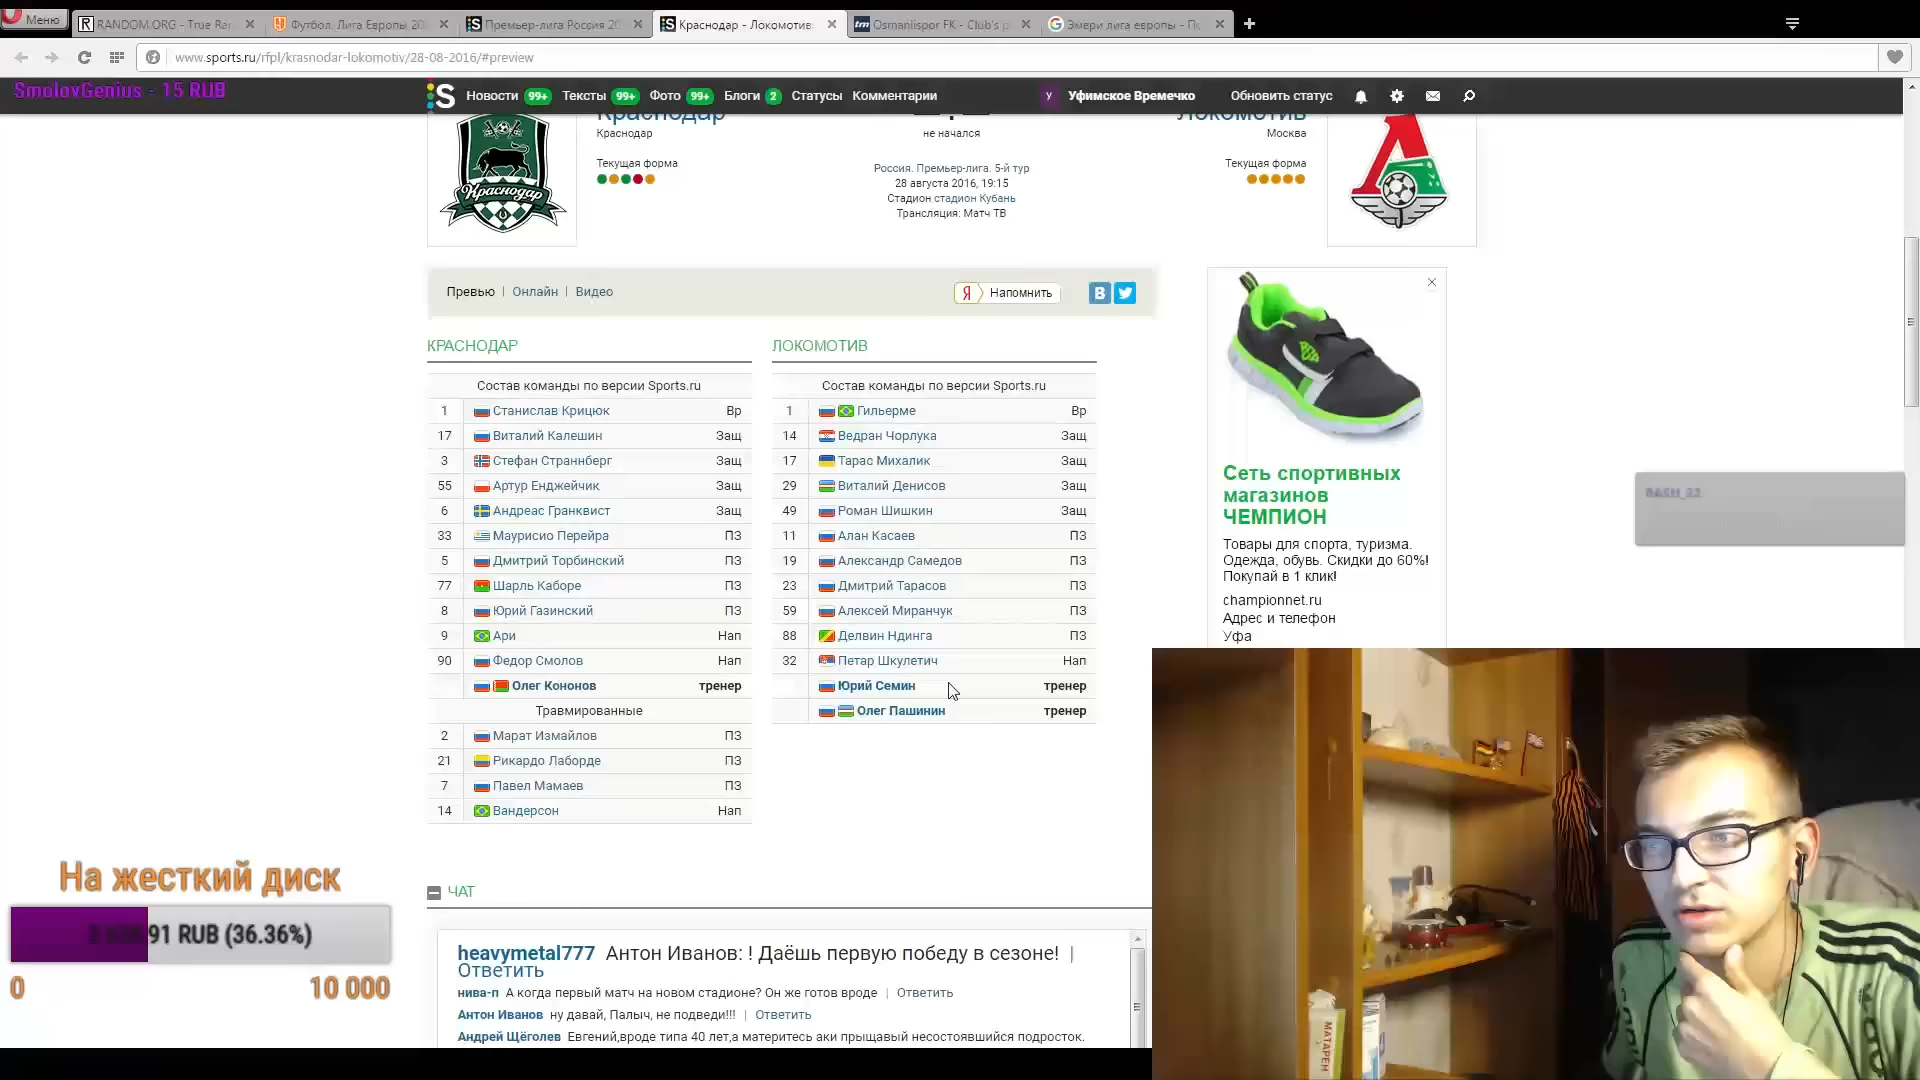 Меню
RANDOM.ORG - True Ran
Футбол. Лига Европы 20
Премьер-лига Россия 20
Краснодар - Локомотив
Osmanlispor FK - Club's p
Эмери лига европы - По
www.sports.ru/rfpl/krasnodar-lokomotiv/28-08-2016/#preview
SmolovGenius - 15 RUB
S Новости 99+ Тексты 99+ Фото 99+ Блоги 2 Статусы Комментарии
У Уфимское Времечко Обновить статус
Краснодар
Локомотив
Краснодар
не начался
Москва
Текущая форма
Текущая форма
Россия. Премьер-лига. 5-й тур
28 августа 2016, 19:15
Стадион стадион Кубань
Трансляция: Матч ТВ
Краснодар
Превью | Онлайн | Видео
Я Напомнить
В
КРАСНОДАР
Состав команды по версии Sports.ru
1 Станислав Крицюк Вр
17 Виталий Калешин Защ
3 Стефан Страннберг Защ
55 Артур Енджейчик Защ
6 Андреас Гранквист Защ
33 Маурисио Перейра ПЗ
5 Дмитрий Торбинский ПЗ
77 Шарль Каборе ПЗ
8 Юрий Газинский ПЗ
9 Ари Нап
90 Федор Смолов Нап
Олег Кононов тренер
Травмированные
2 Марат Измайлов ПЗ
21 Рикардо Лаборде ПЗ
7 Павел Мамаев ПЗ
14 Вандерсон Нап
ЛОКОМОТИВ
Состав команды по версии Sports.ru
1 Гильерме Вр
14 Ведран Чорлука Защ
17 Тарас Михалик Защ
29 Виталий Денисов Защ
49 Роман Шишкин Защ
11 Алан Касаев ПЗ
19 Александр Самедов ПЗ
23 Дмитрий Тарасов ПЗ
59 Алексей Миранчук ПЗ
88 Делвин Ндинга ПЗ
32 Петар Шкулетич Нап
Юрий Семин тренер
Олег Пашинин тренер
Сеть спортивных
магазинов
ЧЕМПИОН
Товары для спорта, туризма.
Одежда, обувь. Скидки до 60%!
Покупай в 1 клик!
championnet.ru
Адрес и телефон
Уфа
На жесткий диск
91 RUB (36.36%)
0
10 000
ЧАТ
heavymetal777 Антон Иванов: ! Даёшь первую победу в сезоне! |
Ответить
нива-п А когда первый матч на новом стадионе? Он же готов вроде | Ответить
Антон Иванов ну давай, Палыч, не подведи!!! | Ответить
Андрей Щёголев Евгений,вроде типа 40 лет,а материтесь аки прыщавый несостоявшийся подросток.